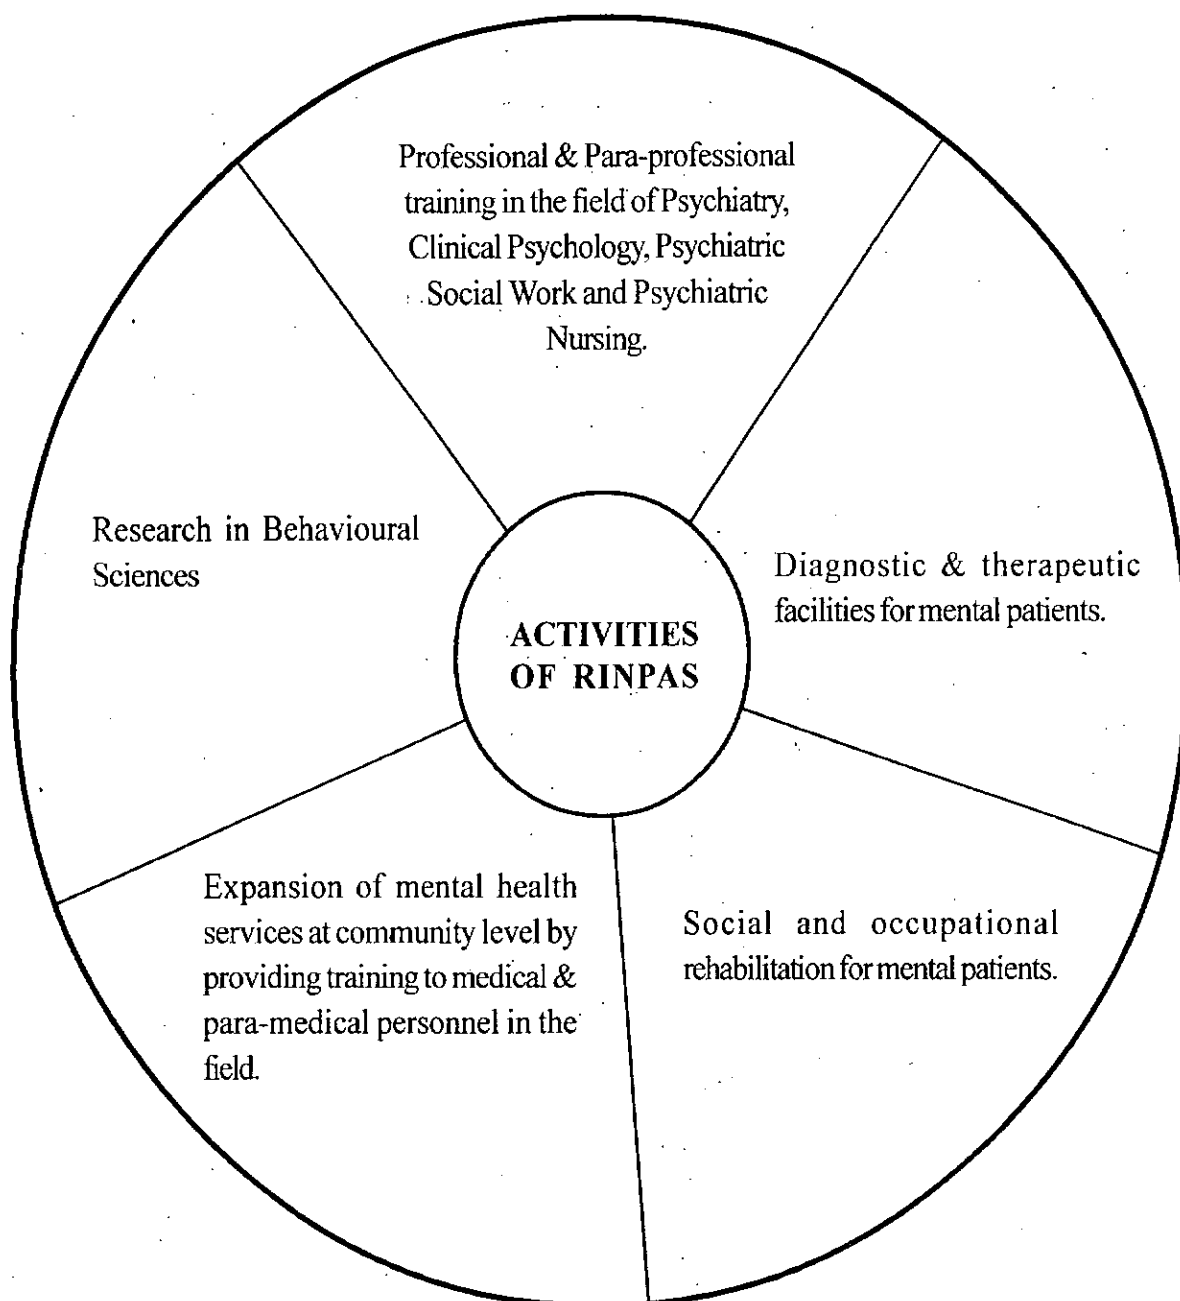 Professional & Para-professional
training in the field of Psychiatry,
Clinical Psychology, Psychiatric
Social Work and Psychiatric
Nursing.
Research in Behavioural
Sciences
ACTIVITIES
OF RINPAS
Diagnostic & therapeutic
facilities for mental patients.
Expansion of mental health
services at community level by
providing training to medical &
para-medical personnel in the
field.
Social and occupational
rehabilitation for mental patients.